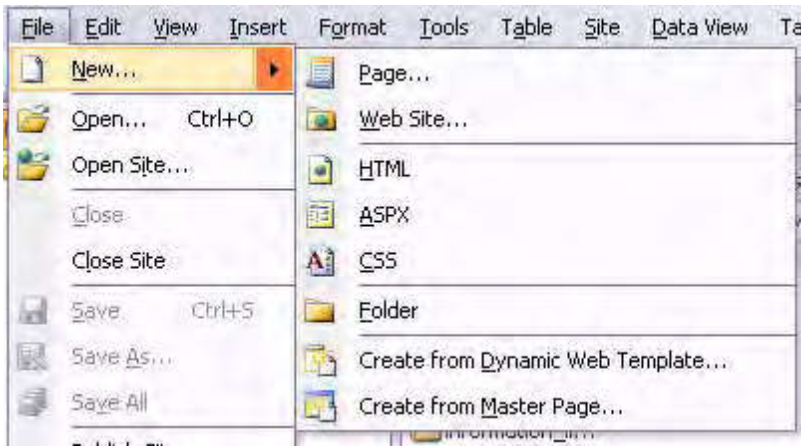 File Edit View Insert Format Tools Table Site Data View
New...
Open... Ctrl+O
Open Site...
Close
Close Site
Save Ctrl+S
Save As...
Save All
Page...
Web Site...
HTML
ASPX
CSS
Folder
Create from Dynamic Web Template...
Create from Master Page...